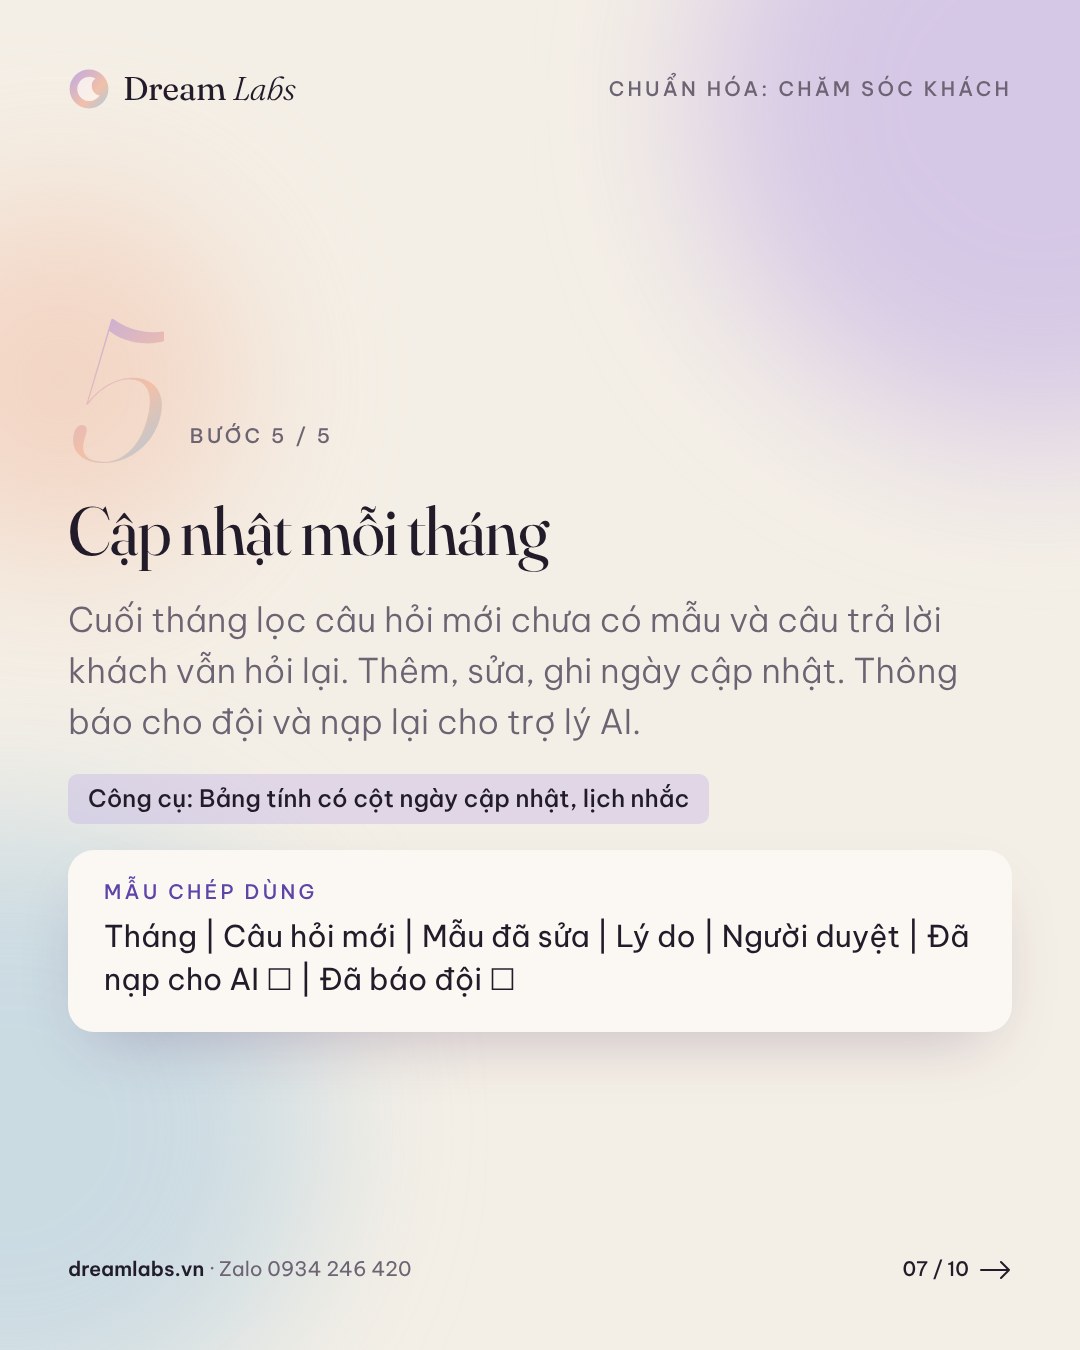 Dream Labs
CHUẨN HÓA: CHĂM SÓC KHÁCH
5
BƯỚC 5 / 5
Cập nhật mỗi tháng
Cuối tháng lọc câu hỏi mới chưa có mẫu và câu trả lời
khách vẫn hỏi lại. Thêm, sửa, ghi ngày cập nhật. Thông
báo cho đội và nạp lại cho trợ lý AI.
Công cụ: Bảng tính có cột ngày cập nhật, lịch nhắc
MẪU CHÉP DÙNG
Tháng | Câu hỏi mới | Mẫu đã sửa | Lý do | Người duyệt | Đã
nạp cho AI ☐ | Đã báo đội ☐
dreamlabs.vn · Zalo 0934 246 420
07 / 10 →